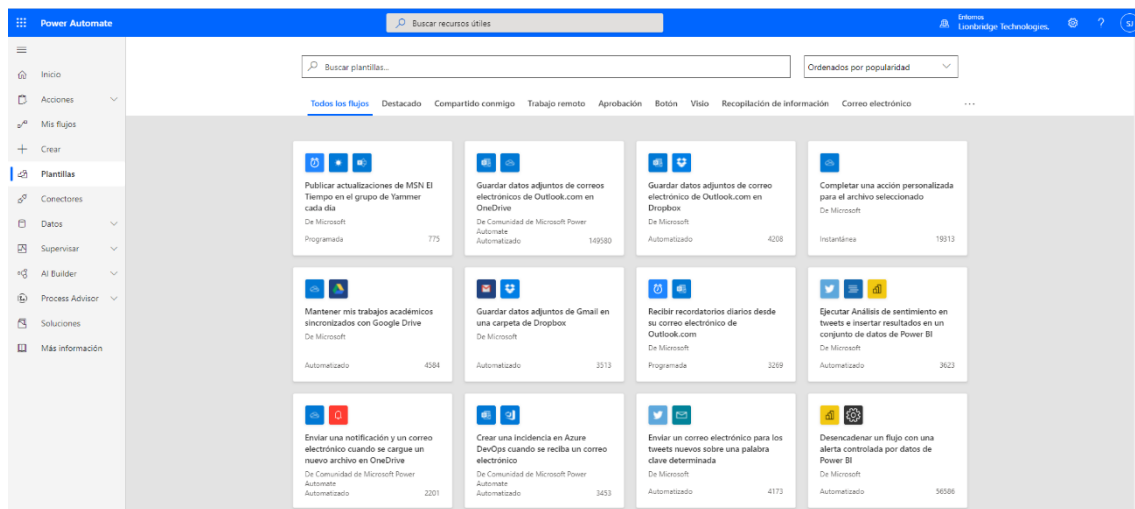 Power Automate
Buscar recursos útiles
Entornos
Lionbridge Technologies,
?
SJ
Inicio
Acciones
Mis flujos
Crear
Plantillas
Conectores
Datos
Supervisar
AI Builder
Process Advisor
Soluciones
Más información
Buscar plantillas...
Ordenados por popularidad
Todos los flujos Destacado Compartido conmigo Trabajo remoto Aprobación Botón Visio Recopilación de información Correo electrónico ...
Publicar actualizaciones de MSN El
Tiempo en el grupo de Yammer
cada día
De Microsoft
Programada 775
Guardar datos adjuntos de correos
electrónicos de Outlook.com en
OneDrive
De Comunidad de Microsoft Power
Automate
Automatizado 149580
Guardar datos adjuntos de correo
electrónico de Outlook.com en
Dropbox
De Microsoft
Automatizado 4208
Completar una acción personalizada
para el archivo seleccionado
De Microsoft
Instantánea 19313
Mantener mis trabajos académicos
sincronizados con Google Drive
De Microsoft
Automatizado 4584
Guardar datos adjuntos de Gmail en
una carpeta de Dropbox
De Microsoft
Automatizado 3513
Recibir recordatorios diarios desde
su correo electrónico de
Outlook.com
De Microsoft
Programada 3269
Ejecutar Análisis de sentimiento en
tweets e insertar resultados en un
conjunto de datos de Power BI
De Microsoft
Automatizado 3623
Enviar una notificación y un correo
electrónico cuando se cargue un
nuevo archivo en OneDrive
De Comunidad de Microsoft Power
Automate
Automatizado 2201
Crear una incidencia en Azure
DevOps cuando se reciba un correo
electrónico
De Comunidad de Microsoft Power
Automate
Automatizado 3453
Enviar un correo electrónico para los
tweets nuevos sobre una palabra
clave determinada
De Microsoft
Automatizado 4173
Desencadenar un flujo con una
alerta controlada por datos de
Power BI
De Microsoft
Automatizado 56586